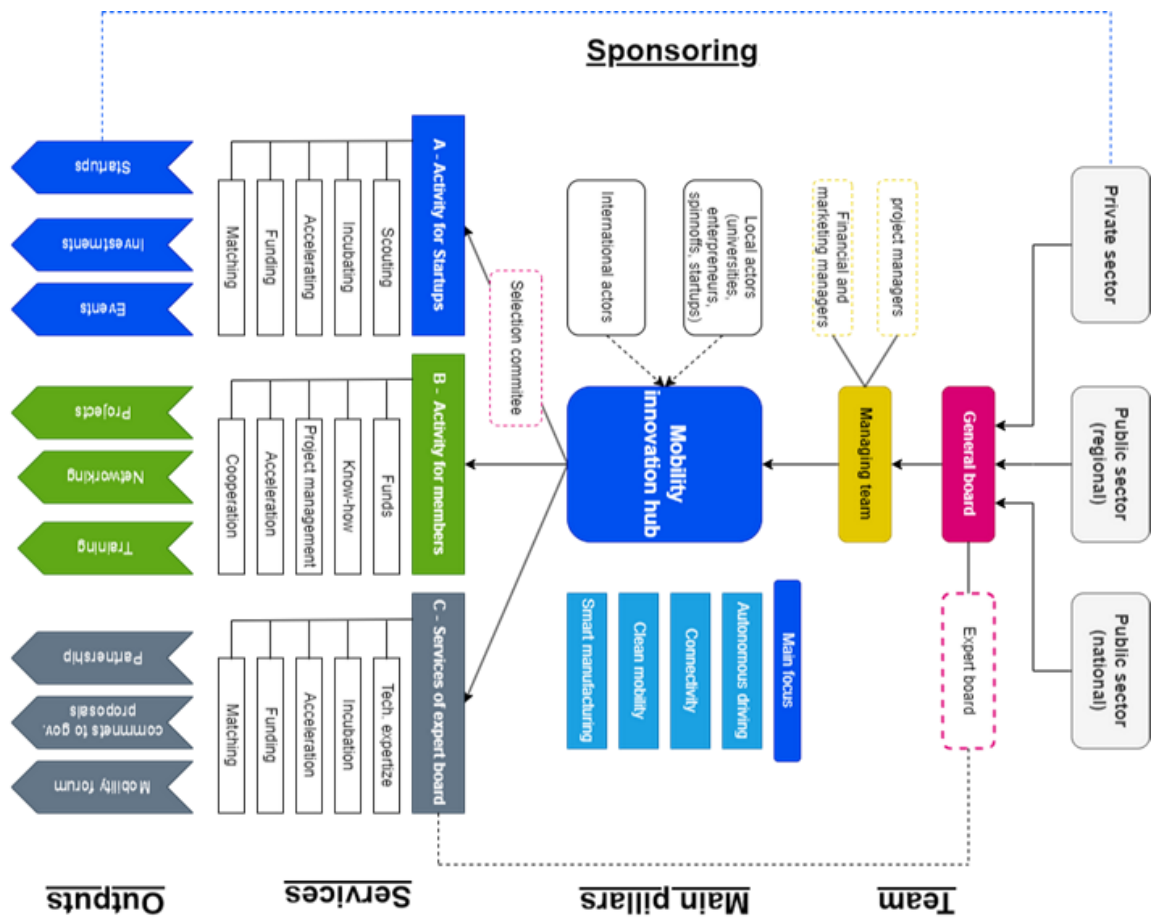 Sponsoring
Private sector
Public sector
(regional)
Public sector
(national)
General board
Expert board
project managers
Financial and
marketing managers
Managing team
Local actors
(universities,
enterpreneurs,
spinnoffs, startups)
International actors
Mobility
innovation hub
Main focus
Autonomous driving
Connectivity
Clean mobility
Smart manufacturing
Selection commitee
A - Activity for Startups
Scouting
Incubating
Accelerating
Funding
Matching
B - Activity for members
Funds
Know-how
Project management
Acceleration
Cooperation
C - Services of expert board
Tech. expertize
Incubation
Acceleration
Funding
Matching
Startups
Investments
Events
Projects
Networking
Training
Partnership
commnets to gov.
proposals
Mobility forum
Team
Main pillars
Services
Outputs